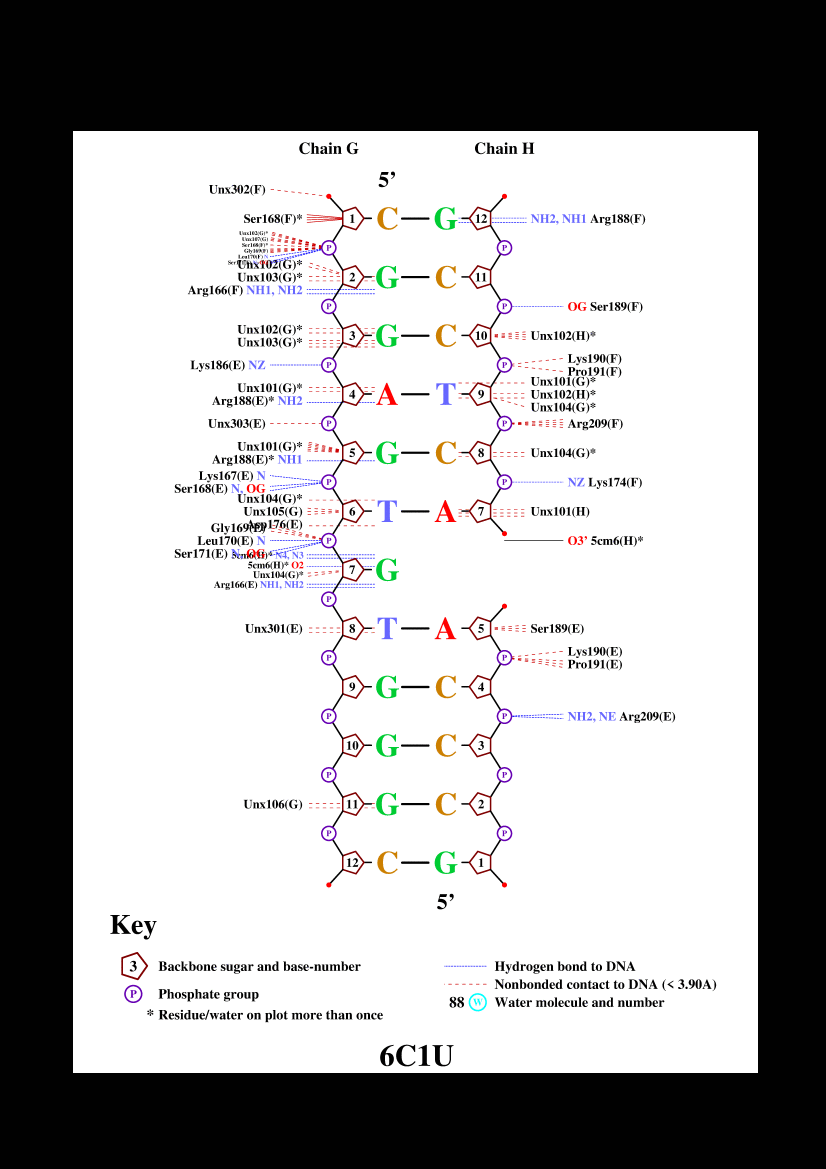 Chain G Chain H
5’
Unx302(F)
Ser168(F)* 1 C G 12 NH2, NH1 Arg188(F)
Unx102(G)*
Unx107(G)
Ser168(F)*
Gly169(F) P P
Leu170(F) N
Unx102(G)*
Unx103(G)* 2 G C 11
Arg166(F) NH1, NH2
P P OG Ser189(F)
Unx102(G)*
3 G C 10 Unx102(H)*
Unx103(G)*
Lys190(F)
Lys186(E) NZ P P
Pro191(F)
Unx101(G)*
Unx101(G)*
4 A T 9 Unx102(H)*
Arg188(E)* NH2
Unx104(G)*
Unx303(E) P P Arg209(F)
Unx101(G)*
5 G C 8 Unx104(G)*
Arg188(E)* NH1
Lys167(E) N
P P NZ Lys174(F)
Ser168(E) N, OG
Unx104(G)*
Unx105(G) 6 T A 7 Unx101(H)
Asp176(E)
Gly169(E)
Leu170(E) N P O3’ 5cm6(H)*
Ser171(E) N, OG
5cm6(H)* N4, N3
5cm6(H)* O2
7 G
Unx104(G)*
Arg166(E) NH1, NH2
P
Unx301(E) 8 T A 5 Ser189(E)
Lys190(E)
P P
Pro191(E)
9 G C 4
P P NH2, NE Arg209(E)
10 G C 3
P P
Unx106(G) 11 G C 2
P P
12 C G 1
5’
Key
3 Backbone sugar and base-number
P Phosphate group
* Residue/water on plot more than once
Hydrogen bond to DNA
Nonbonded contact to DNA (< 3.90A)
88 W Water molecule and number
6C1U